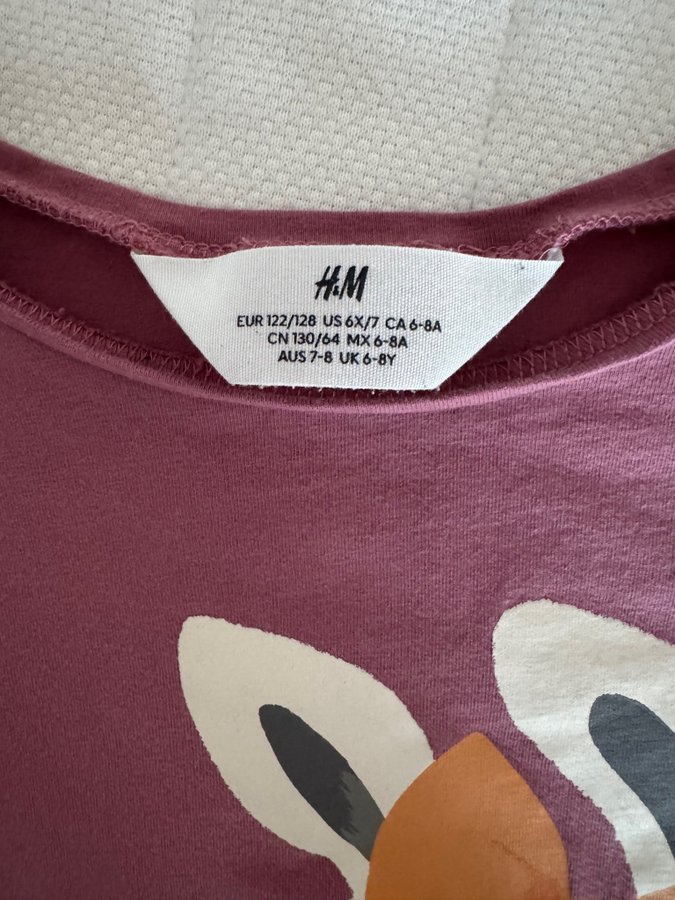 H&M
EUR 122/128 US 6X/7 CA 6-8A
CN 130/64 MX 6-8A
AUS 7-8 UK 6-8Y